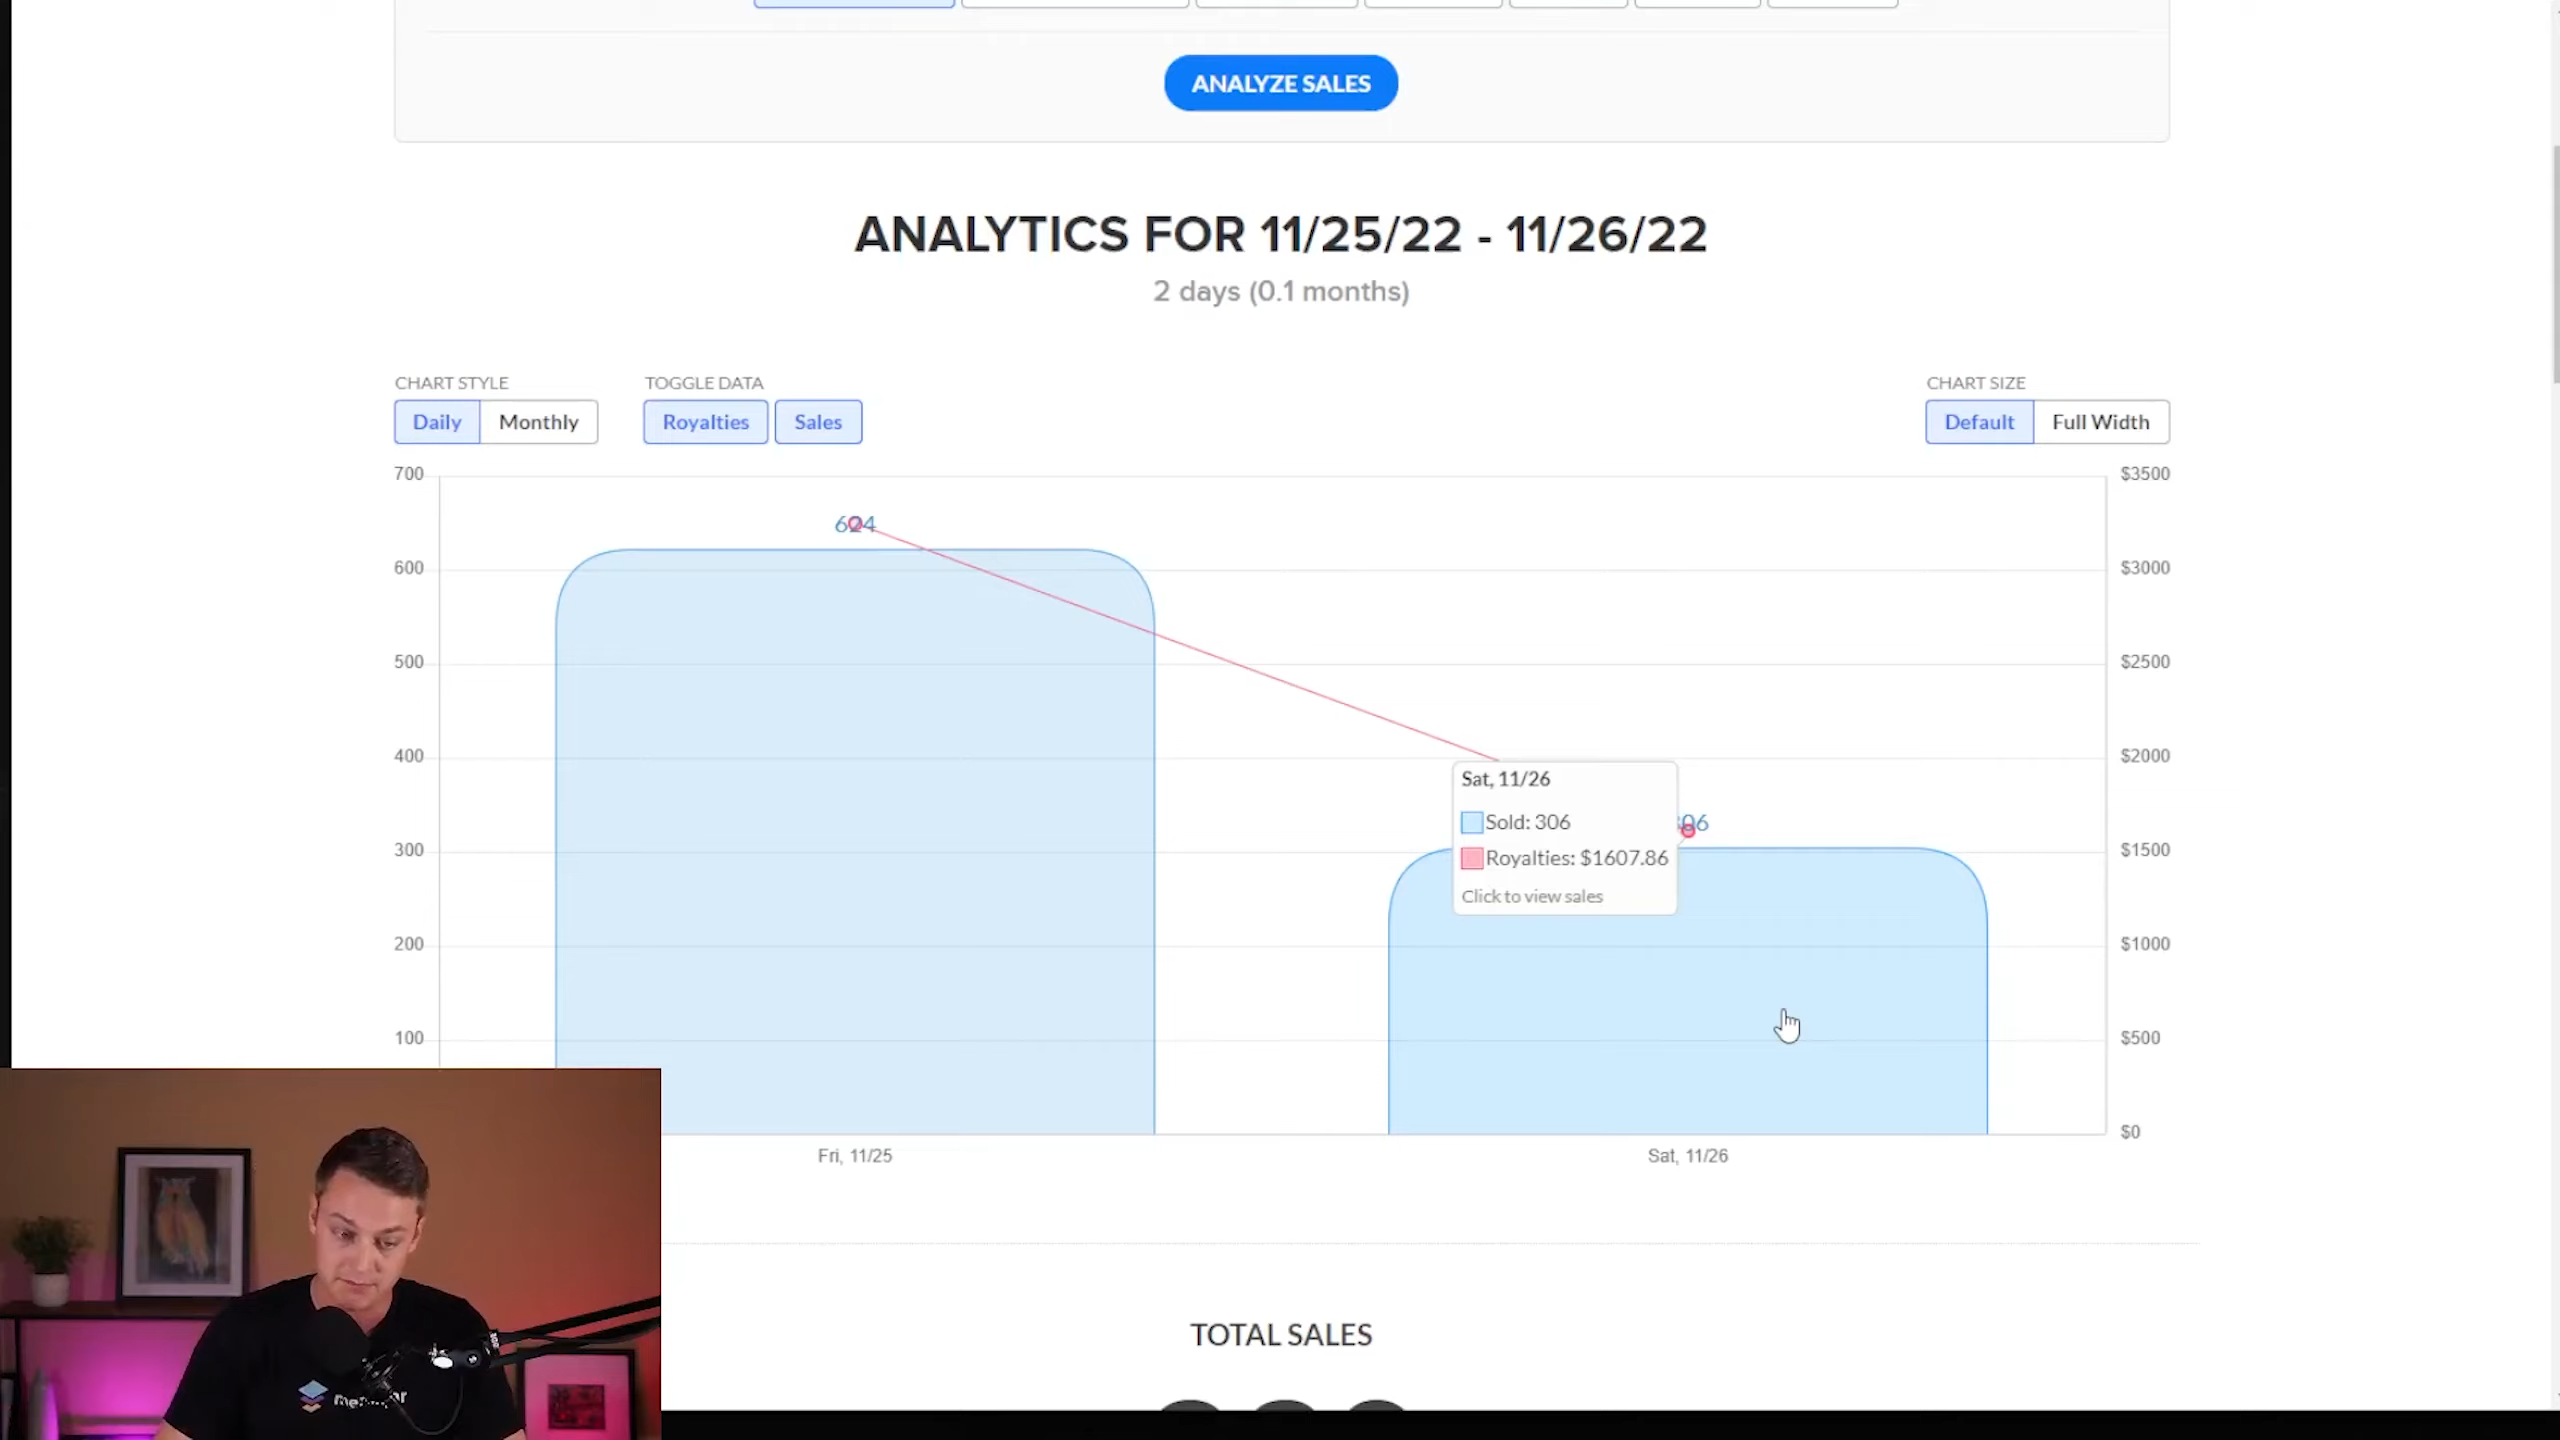 ANALYZE SALES
ANALYTICS FOR 11/25/22 - 11/26/22
2 days (0.1 months)
CHART STYLE
Daily Monthly
TOGGLE DATA
Royalties Sales
CHART SIZE
Default Full Width
700
600
500
400
300
200
100
$3500
$3000
$2500
$2000
$1500
$1000
$500
$0
624
Sat, 11/26
Sold: 306
Royalties: $1607.86
Click to view sales
Fri, 11/25
Sat, 11/26
TOTAL SALES